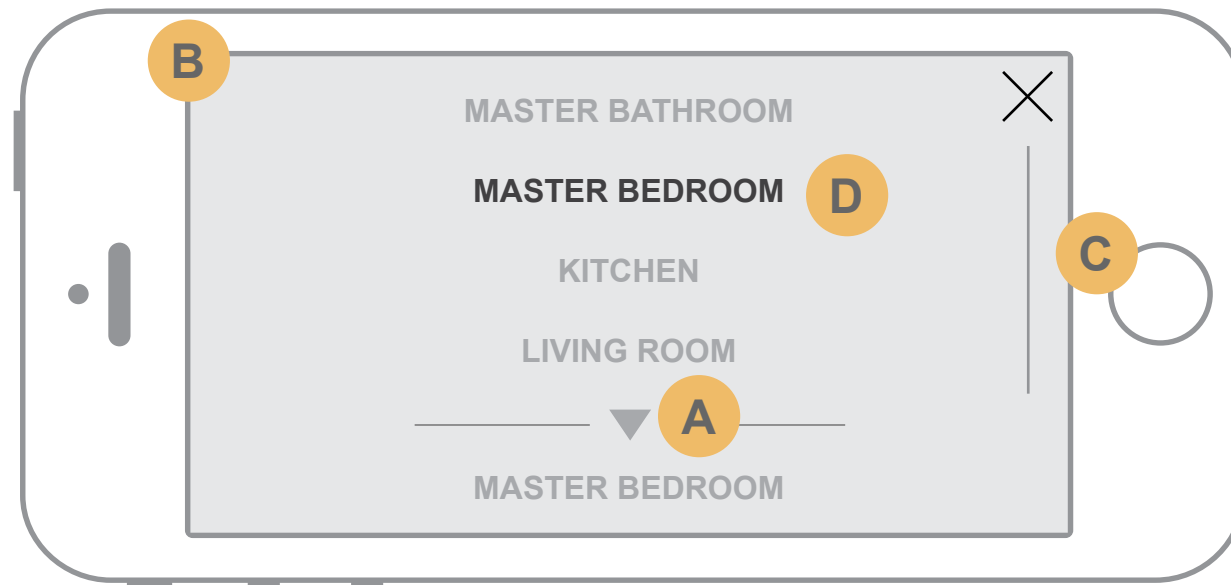 B
MASTER BATHROOM
MASTER BEDROOM D
C
KITCHEN
LIVING ROOM
A
MASTER BEDROOM